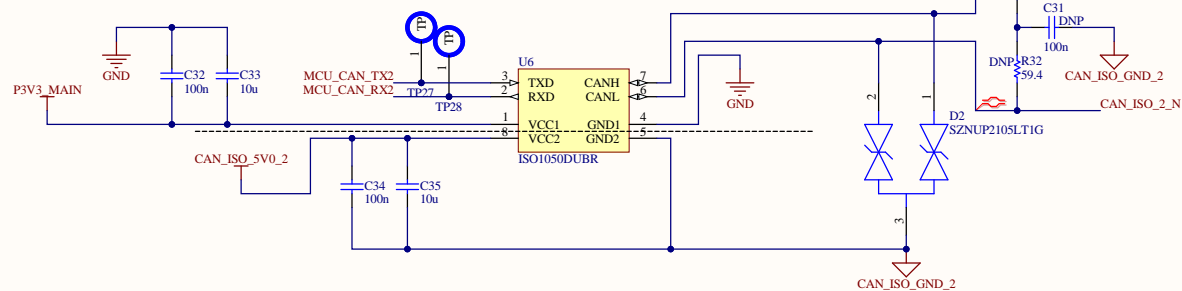 C31
DNP
100n
TP
TP
GND
C32
100n
C33
10u
1
1
U6
DNP
R32
59.4
CAN_ISO_GND_2
P3V3_MAIN
MCU_CAN_TX2
MCU_CAN_RX2
TP27
TP28
3
TXD
CANH
7
2
RXD
CANL
6
GND
2
1
CAN_ISO_2_N
1
VCC1
GND1
4
8
VCC2
GND2
5
D2
SZNUP2105LT1G
CAN_ISO_5V0_2
ISO1050DUBR
C34
100n
C35
10u
3
CAN_ISO_GND_2